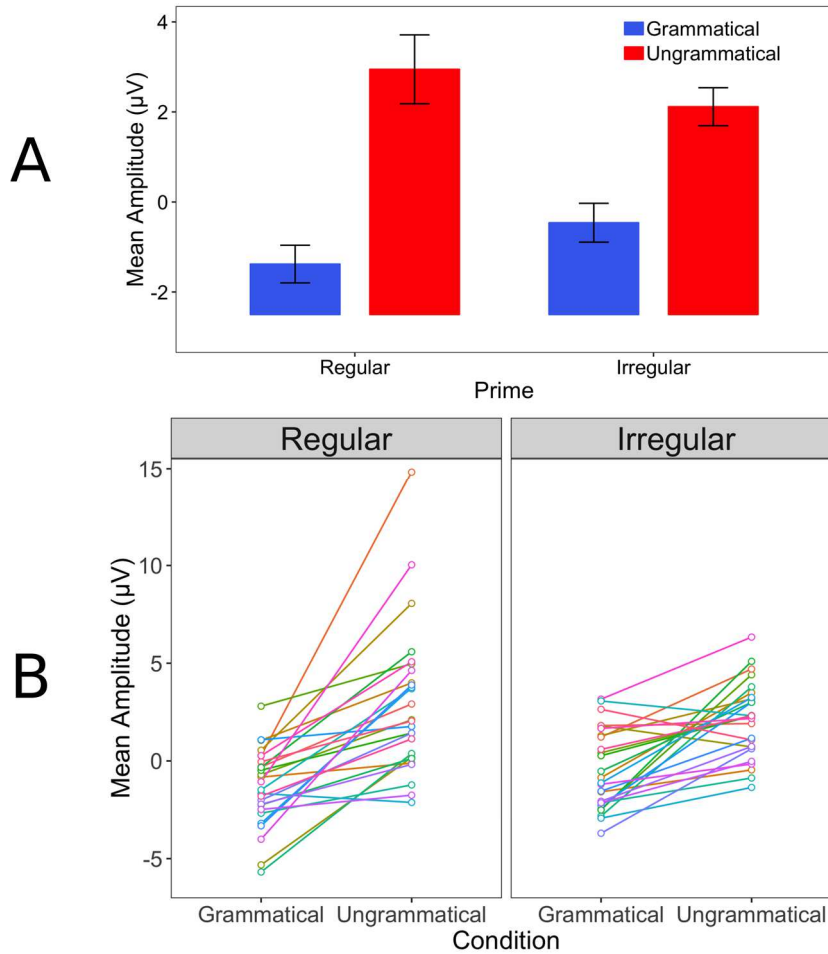 A
Mean Amplitude (µV)
4
2
0
-2
Grammatical
Ungrammatical
Regular Irregular
Prime
B
Regular Irregular
Mean Amplitude (µV)
15
10
5
0
-5
Grammatical Ungrammatical Grammatical Ungrammatical
Condition